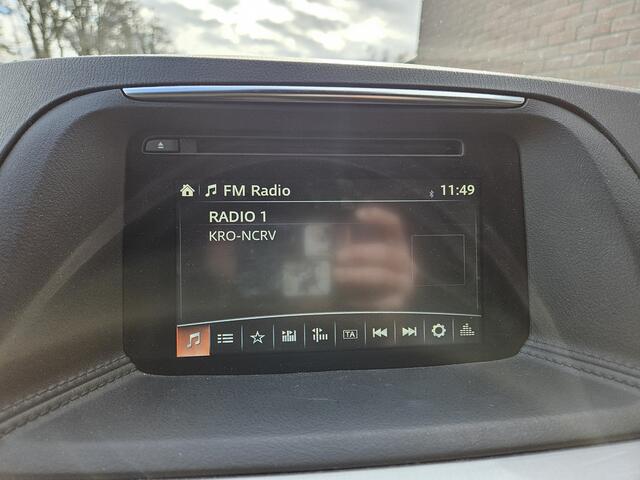 FM Radio 11:49
RADIO 1
KRO-NCRV
TA